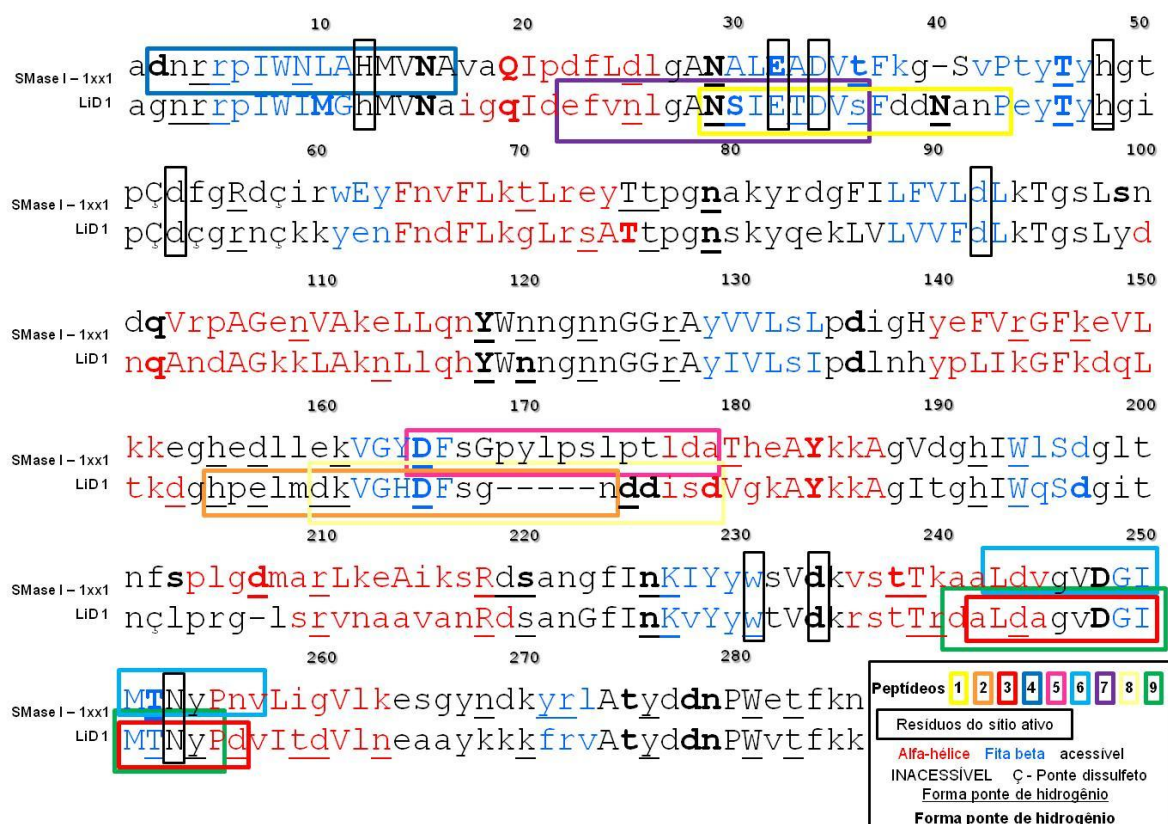 10 20 30 40 50
SMase I – 1xx1 adnrrpIWNLAHMVNAvaQIpdfLdlgANALEADVtFkg-SvPtyTyhgt
LiD1 agnrrpIWIMGhMVNaigqIdefvnlgANSIETDVsFddNanPeyTyhgi
60 70 80 90 100
SMase I – 1xx1 pÇdfgRdçirwEyFnvFLktLreyTtpgnakyrdgFILFVLdLkTgsLsn
LiD1 pÇdçgrnçkkyenFndFLkgLrsATtpgnskyqekLVLVVFdLkTgsLyd
110 120 130 140 150
SMase I – 1xx1 dqVrpAGenVAkeLLqnYWnngnnGGrAyVVLsLpdigHyeFVrGFkeVL
LiD1 nqAndAGkkLAknLLqhYWnngnnGGrAyIVLsIpdlnhypLIkGFkdqL
160 170 180 190 200
SMase I – 1xx1 kkeghedllekVGYDFsGpylpslptldaTheAYkkAgVdghIWlSdglt
LiD1 tkdghpelmdkVGHDFsg-----nddisdVgkAYkkAgItghIWqSdgit
210 220 230 240 250
SMase I – 1xx1 nfsplgdmarLkeAiksRdsangfInKIYywsVdkvstTkaaLdvgVDGI
LiD1 nçlprg-lsrvnaavanRdsanGfInKvYywtVdkrstTrdaLdagvDGI
260 270 280
SMase I – 1xx1 MTNyPnvLigVlkesgyndkyrlAtyddnPWetfkn
LiD1 MTNyPdvItdVlneaaykkkfrvAtyddnPWvtfkk
Peptídeos 1 2 3 4 5 6 7 8 9
Resíduos do sítio ativo
Alfa-hélice Fita beta acessível
INACESSÍVEL Ç - Ponte dissulfeto
Forma ponte de hidrogênio
Forma ponte de hidrogênio